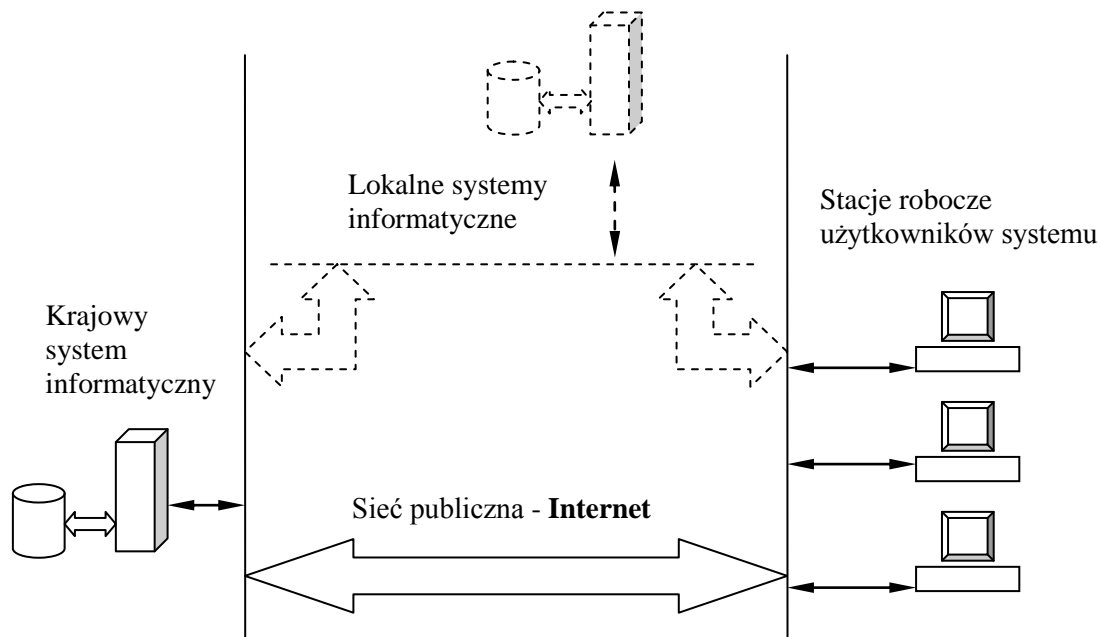 Lokalne systemy
informatyczne
Stacje robocze
użytkowników systemu
Krajowy
system
informatyczny
Sieć publiczna - Internet